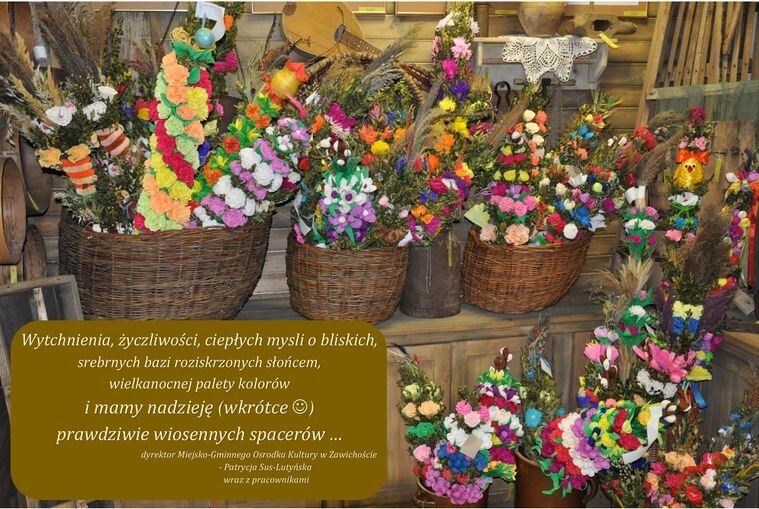 Wytchnienia, życzliwości, ciepłych mysli o bliskich,
srebrnych bazi roziskrzonych słońcem,
wielkanocnej palety kolorów
i mamy nadzieję (wkrótce ☺)
prawdziwie wiosennych spacerów ...
dyrektor Miejsko-Gminnego Osrodka Kultury w Zawichoście
- Patrycja Sus-Lutyńska
wraz z pracownikami